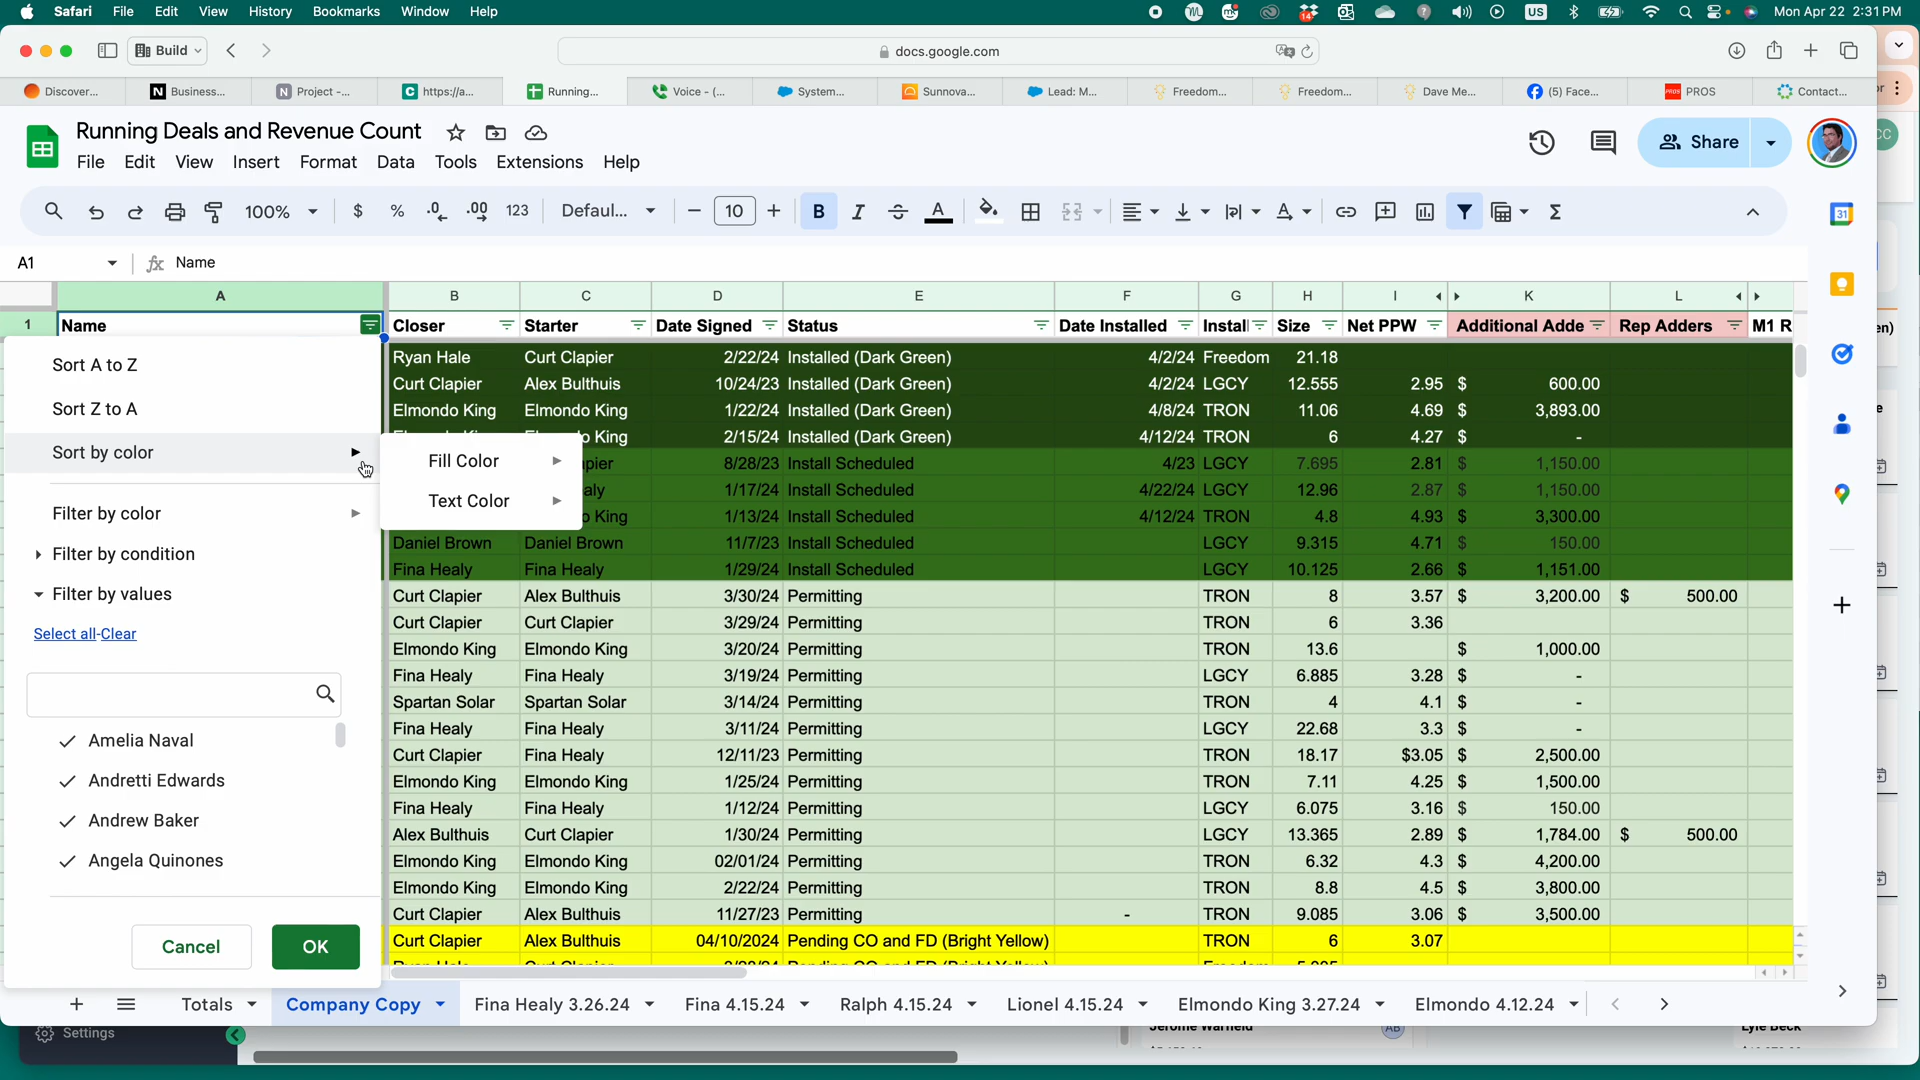 Safari File Edit View History Bookmarks Window Help 14 US Mon Apr 22 2:31 PM
Build docs.google.com
Discover... Business... Project -... https://a... Running... Voice - (... System... Sunnova... Lead: M... Freedom... Freedom... Dave Me... (5) Face... PROS Contact...
Running Deals and Revenue Count
File Edit View Insert Format Data Tools Extensions Help
Share
100% $ % .0 .00 123 Defaul... 10 B I A 31
A1 fx Name
A B C D E F G H I K L
1 Name Closer Starter Date Signed Status Date Installed Instal Size Net PPW Additional Adde Rep Adders M1 R
Ryan Hale Curt Clapier 2/22/24 Installed (Dark Green) 4/2/24 Freedom 21.18
Curt Clapier Alex Bulthuis 10/24/23 Installed (Dark Green) 4/2/24 LGCY 12.555 2.95 $ 600.00
Elmondo King Elmondo King 1/22/24 Installed (Dark Green) 4/8/24 TRON 11.06 4.69 $ 3,893.00
o King 2/15/24 Installed (Dark Green) 4/12/24 TRON 6 4.27 $ -
pier 8/28/23 Install Scheduled 4/23 LGCY 7.695 2.81 $ 1,150.00
aly 1/17/24 Install Scheduled 4/22/24 LGCY 12.96 2.87 $ 1,150.00
o King 1/13/24 Install Scheduled 4/12/24 TRON 4.8 4.93 $ 3,300.00
Daniel Brown Daniel Brown 11/7/23 Install Scheduled LGCY 9.315 4.71 $ 150.00
Fina Healy Fina Healy 1/29/24 Install Scheduled LGCY 10.125 2.66 $ 1,151.00
Curt Clapier Alex Bulthuis 3/30/24 Permitting TRON 8 3.57 $ 3,200.00 $ 500.00
Curt Clapier Curt Clapier 3/29/24 Permitting TRON 6 3.36
Elmondo King Elmondo King 3/20/24 Permitting TRON 13.6 $ 1,000.00
Fina Healy Fina Healy 3/19/24 Permitting LGCY 6.885 3.28 $ -
Spartan Solar Spartan Solar 3/14/24 Permitting TRON 4 4.1 $ -
Fina Healy Fina Healy 3/11/24 Permitting LGCY 22.68 3.3 $ -
Curt Clapier Fina Healy 12/11/23 Permitting TRON 18.17 $3.05 $ 2,500.00
Elmondo King Elmondo King 1/25/24 Permitting TRON 7.11 4.25 $ 1,500.00
Fina Healy Fina Healy 1/12/24 Permitting LGCY 6.075 3.16 $ 150.00
Alex Bulthuis Curt Clapier 1/30/24 Permitting LGCY 13.365 2.89 $ 1,784.00 $ 500.00
Elmondo King Elmondo King 02/01/24 Permitting TRON 6.32 4.3 $ 4,200.00
Elmondo King Elmondo King 2/22/24 Permitting TRON 8.8 4.5 $ 3,800.00
Curt Clapier Alex Bulthuis 11/27/23 Permitting - TRON 9.085 3.06 $ 3,500.00
Curt Clapier Alex Bulthuis 04/10/2024 Pending CO and FD (Bright Yellow) TRON 6 3.07
Sort A to Z
Sort Z to A
Sort by color
Fill Color
Text Color
Filter by color
Filter by condition
Filter by values
Select all-Clear
Amelia Naval
Andretti Edwards
Andrew Baker
Angela Quinones
Cancel OK
Totals Company Copy Fina Healy 3.26.24 Fina 4.15.24 Ralph 4.15.24 Lionel 4.15.24 Elmondo King 3.27.24 Elmondo 4.12.24
Settings Jerome Warfield AB Lyle Beck
CC
en)